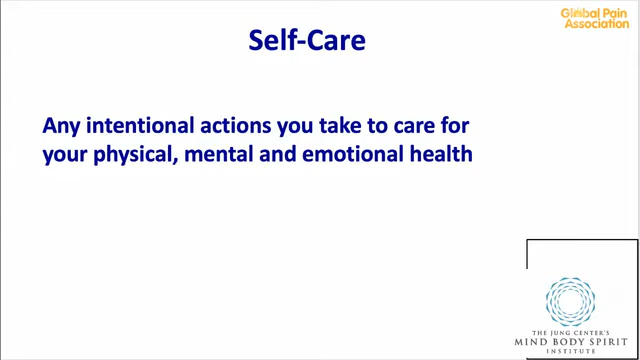 Global Pain
Association
Self-Care
Any intentional actions you take to care for
your physical, mental and emotional health
THE JUNG CENTER'S
MIND BODY SPIRIT
INSTITUTE